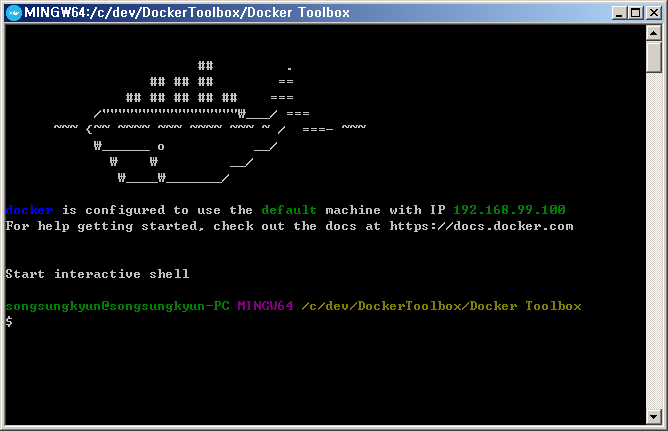 MINGW64:/c/dev/DockerToolbox/Docker Toolbox
                        ##         .
                  ## ## ##        ==
               ## ## ## ## ##    ===
           /"""""""""""""""""₩___/ ===
      ~~~ {~~ ~~~~ ~~~ ~~~~ ~~~ ~ /  ===- ~~~
           ₩______ o           __/
             ₩    ₩         __/
              ₩____₩_______/
docker is configured to use the default machine with IP 192.168.99.100
For help getting started, check out the docs at https://docs.docker.com
Start interactive shell
songsungkyun@songsungkyun-PC MINGW64 /c/dev/DockerToolbox/Docker Toolbox
$